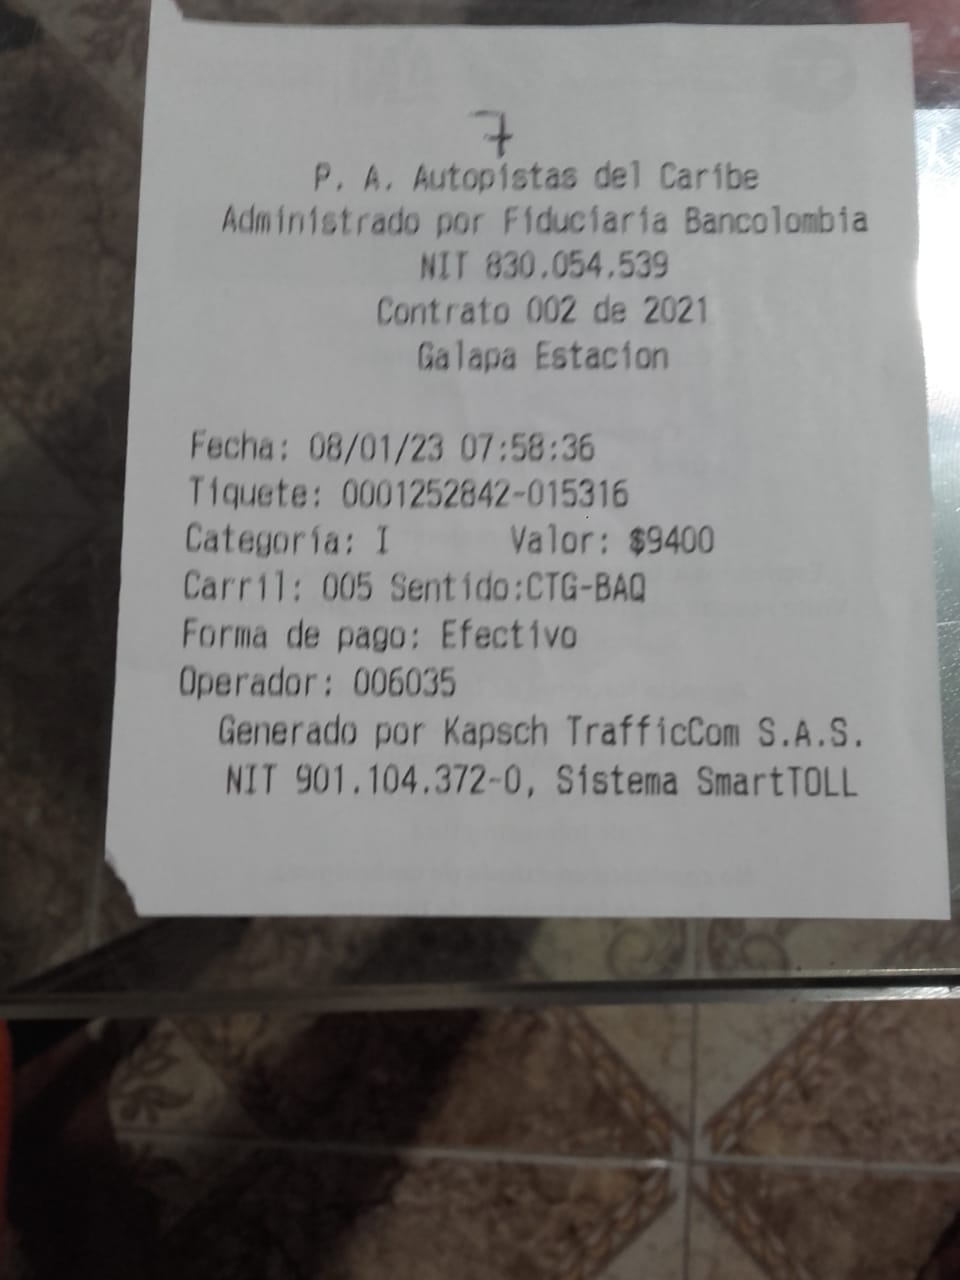 7
P. A. Autopistas del Caribe
Administrado por Fiduciaria Bancolombia
NIT 830.054.539
Contrato 002 de 2021
Galapa Estacion
Fecha: 08/01/23 07:58:36
Tiquete: 0001252842-015316
Categoría: I Valor: $9400
Carril: 005 Sentido:CTG-BAQ
Forma de pago: Efectivo
Operador: 006035
Generado por Kapsch TrafficCom S.A.S.
NIT 901.104.372-0, Sistema SmartTOLL